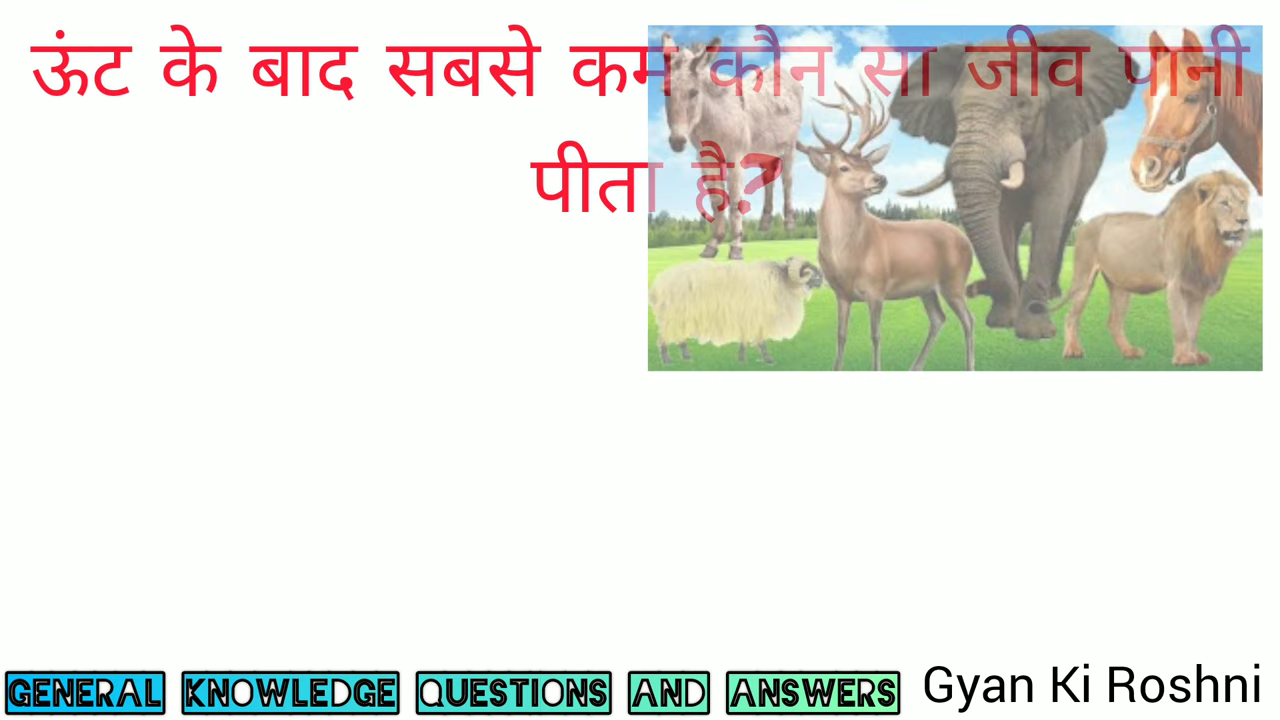 ऊंट के बाद सबसे कम कौन सा जीव पानी
पीता है?
GENERAL KNOWLEDGE QUESTIONS AND ANSWERS Gyan Ki Roshni